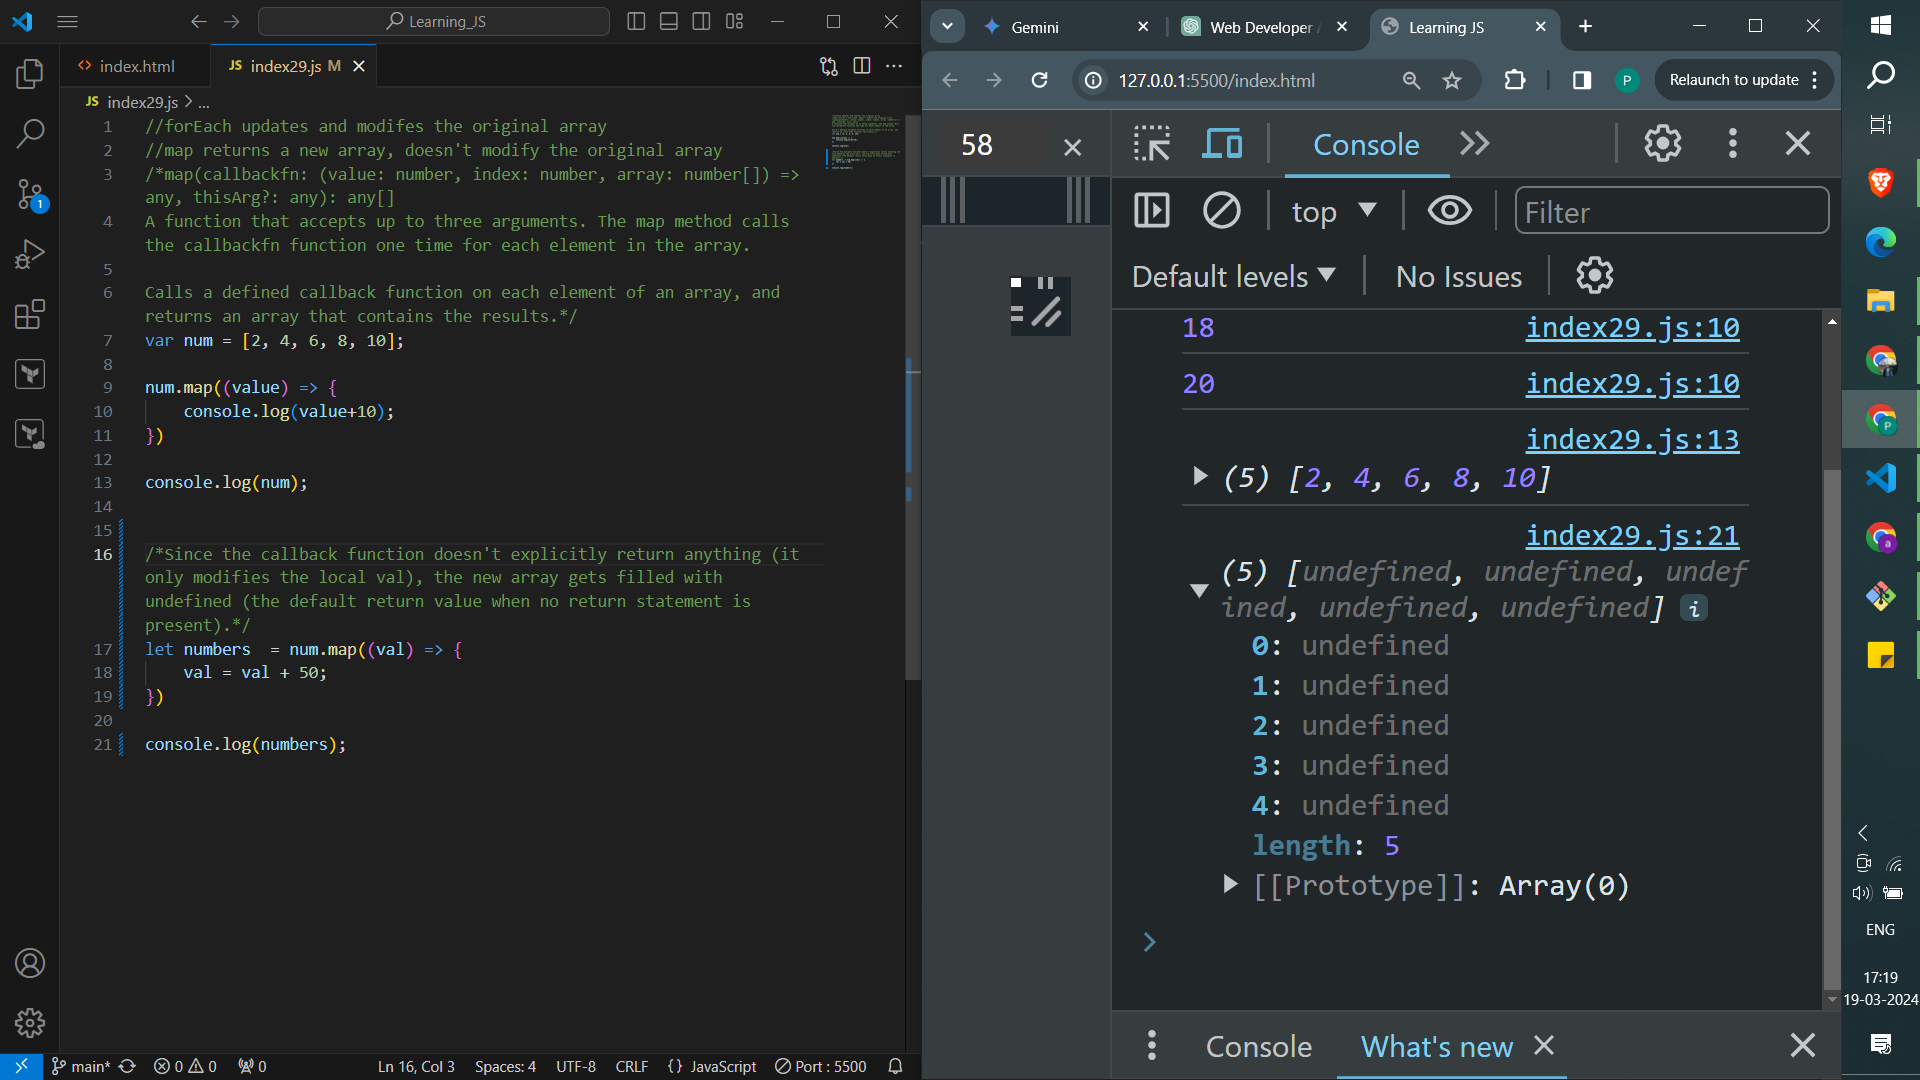 Learning_JS
index.html
JS index29.js M
JS index29.js > ...
1 //forEach updates and modifes the original array
2 //map returns a new array, doesn't modify the original array
3 /*map(callbackfn: (value: number, index: number, array: number[]) =>
any, thisArg?: any): any[]
4 A function that accepts up to three arguments. The map method calls
the callbackfn function one time for each element in the array.
5
6 Calls a defined callback function on each element of an array, and
returns an array that contains the results.*/
7 var num = [2, 4, 6, 8, 10];
8
9 num.map((value) => {
10 console.log(value+10);
11 })
12
13 console.log(num);
14
15
16 /*Since the callback function doesn't explicitly return anything (it
only modifies the local val), the new array gets filled with
undefined (the default return value when no return statement is
present).*/
17 let numbers  = num.map((val) => {
18 val = val + 50;
19 })
20
21 console.log(numbers);
1
main* 0 0 0
Ln 16, Col 3 Spaces: 4 UTF-8 CRLF {} JavaScript Port : 5500
Gemini
Web Developer /
Learning JS
127.0.0.1:5500/index.html
P
Relaunch to update
58
Console
top
Filter
Default levels
No Issues
18 index29.js:10
20 index29.js:10
index29.js:13
(5) [2, 4, 6, 8, 10]
index29.js:21
(5) [undefined, undefined, undef
ined, undefined, undefined] i
0: undefined
1: undefined
2: undefined
3: undefined
4: undefined
length: 5
[[Prototype]]: Array(0)
Console
What's new
P
a
ENG
17:19
19-03-2024